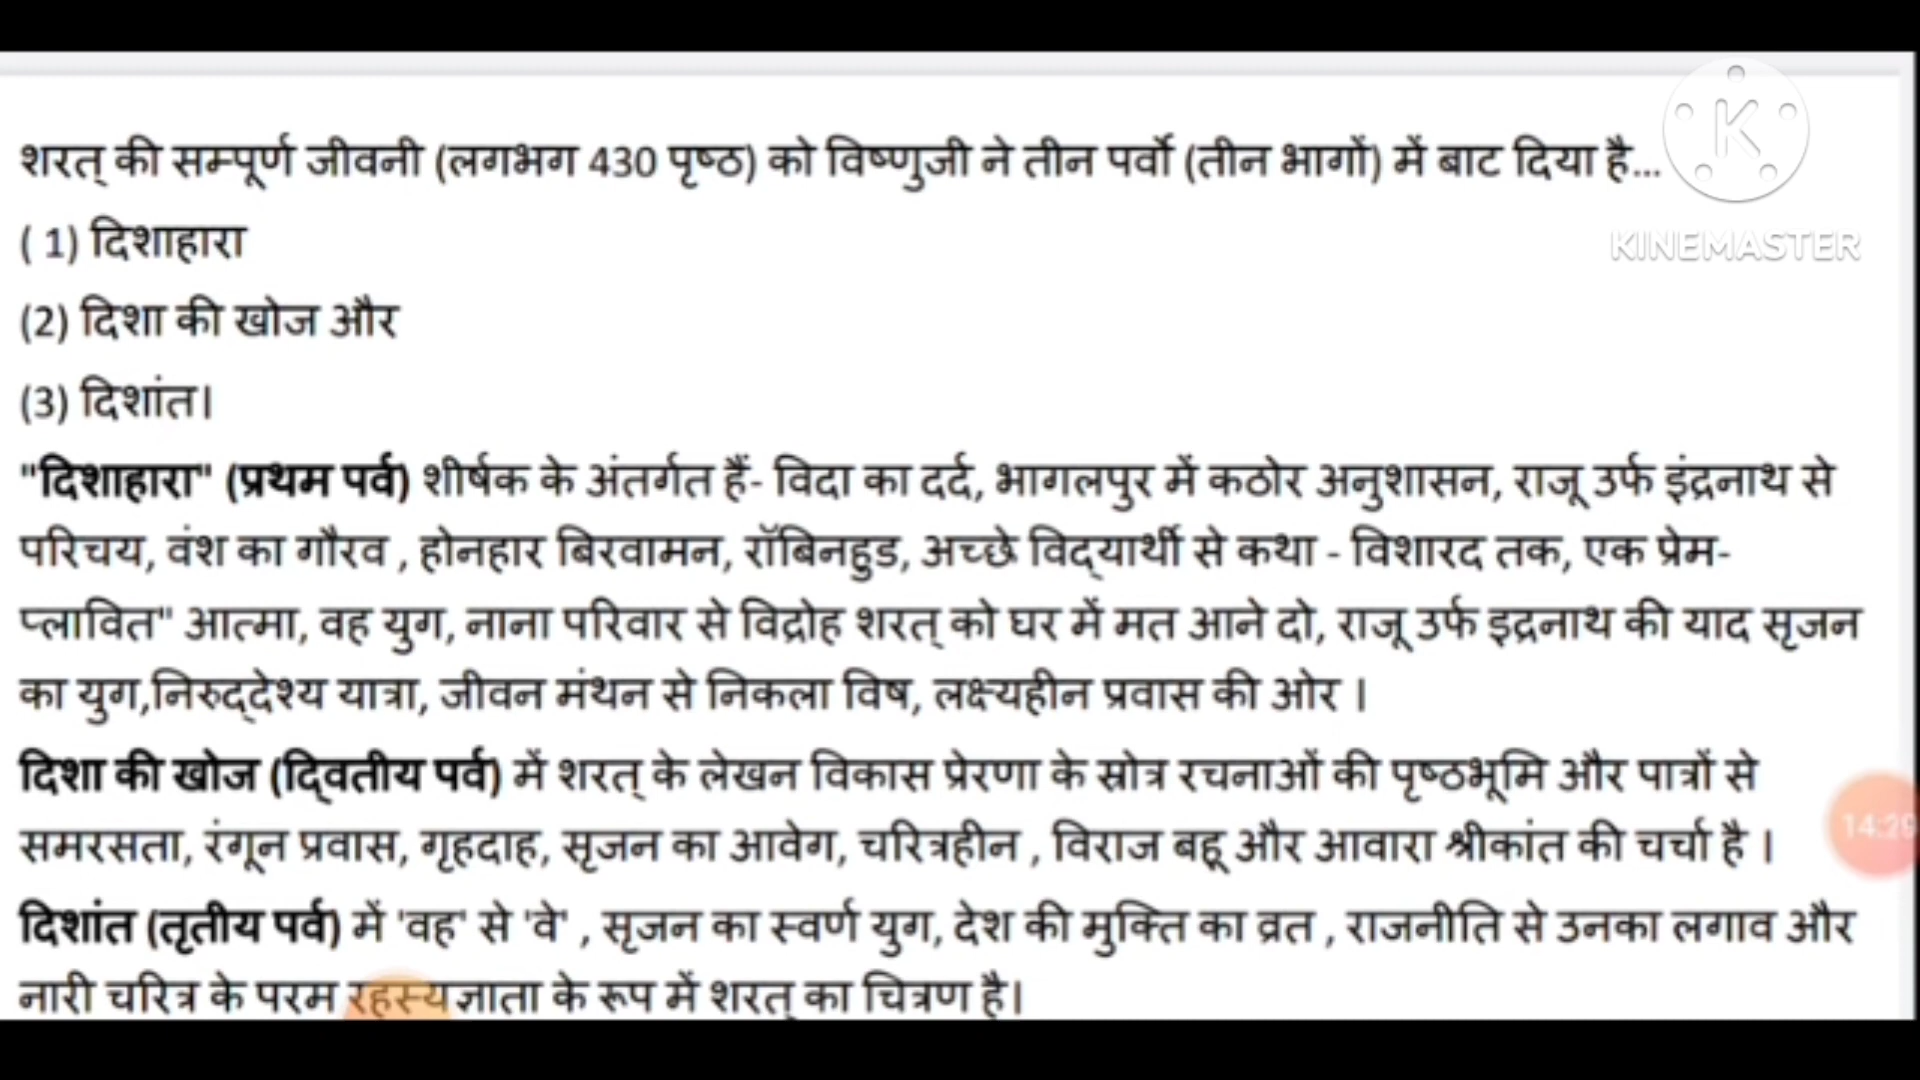 शरत् की सम्पूर्ण जीवनी (लगभग 430 पृष्ठ) को विष्णुजी ने तीन पर्वो (तीन भागों) में बाट दिया है...
( 1) दिशाहारा
(2) दिशा की खोज और
(3) दिशांत।
"दिशाहारा" (प्रथम पर्व) शीर्षक के अंतर्गत हैं- विदा का दर्द, भागलपुर में कठोर अनुशासन, राजू उर्फ इंद्रनाथ से
परिचय, वंश का गौरव , होनहार बिरवामन, रॉबिनहुड, अच्छे विद्यार्थी से कथा - विशारद तक, एक प्रेम-
प्लावित" आत्मा, वह युग, नाना परिवार से विद्रोह शरत् को घर में मत आने दो, राजू उर्फ इद्रनाथ की याद सृजन
का युग,निरुद्देश्य यात्रा, जीवन मंथन से निकला विष, लक्ष्यहीन प्रवास की ओर ।
दिशा की खोज (द्वितीय पर्व) में शरत् के लेखन विकास प्रेरणा के स्रोत्र रचनाओं की पृष्ठभूमि और पात्रों से
समरसता, रंगून प्रवास, गृहदाह, सृजन का आवेग, चरित्रहीन , विराज बहू और आवारा श्रीकांत की चर्चा है ।
दिशांत (तृतीय पर्व) में 'वह' से 'वे' , सृजन का स्वर्ण युग, देश की मुक्ति का व्रत , राजनीति से उनका लगाव और
नारी चरित्र के परम रहस्यज्ञाता के रूप में शरत् का चित्रण है।
K
KINEMASTER
14:29